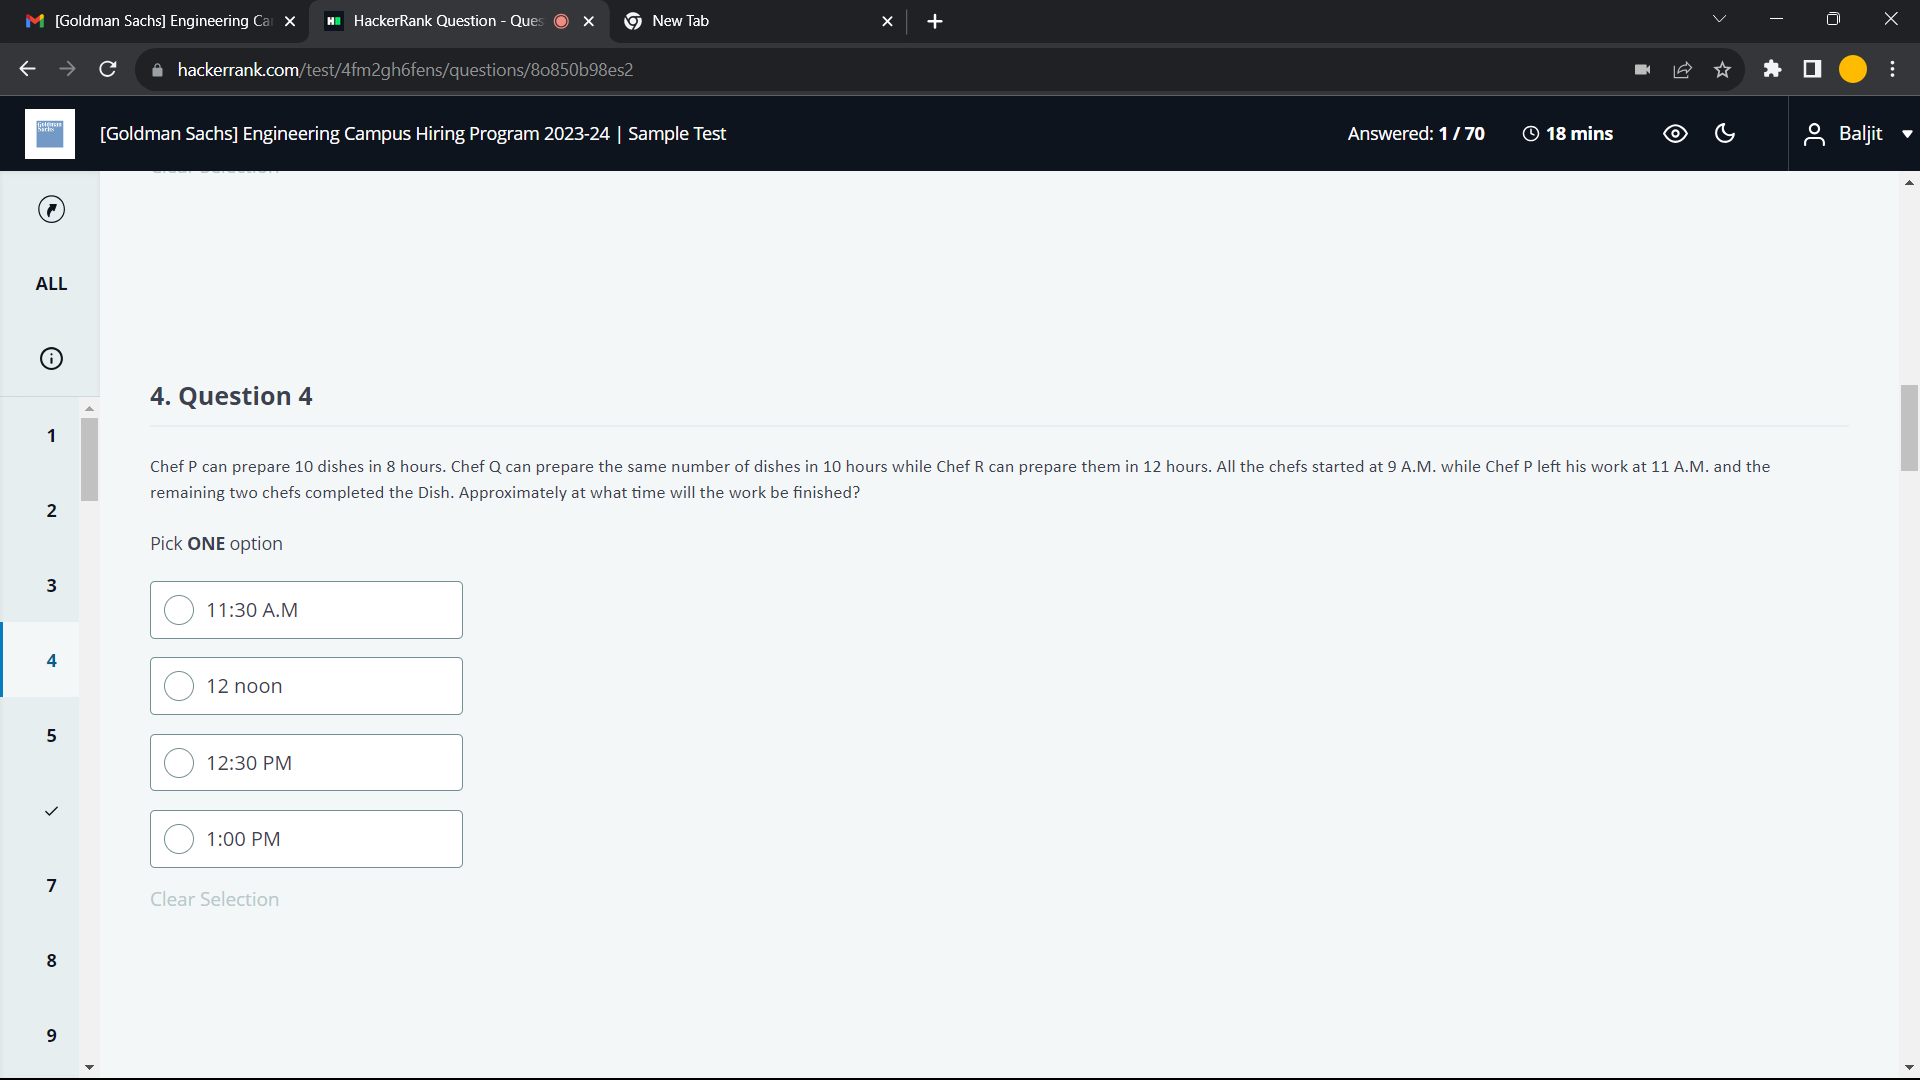 [Goldman Sachs] Engineering Ca
HackerRank Question - Ques
New Tab
hackerrank.com/test/4fm2gh6fens/questions/8o850b98es2
Goldman
Sachs
[Goldman Sachs] Engineering Campus Hiring Program 2023-24 | Sample Test
Answered: 1 / 70
18 mins
Baljit
Clear Selection
ALL
1
2
3
4
5
7
8
9
4. Question 4
Chef P can prepare 10 dishes in 8 hours. Chef Q can prepare the same number of dishes in 10 hours while Chef R can prepare them in 12 hours. All the chefs started at 9 A.M. while Chef P left his work at 11 A.M. and the
remaining two chefs completed the Dish. Approximately at what time will the work be finished?
Pick ONE option
11:30 A.M
12 noon
12:30 PM
1:00 PM
Clear Selection